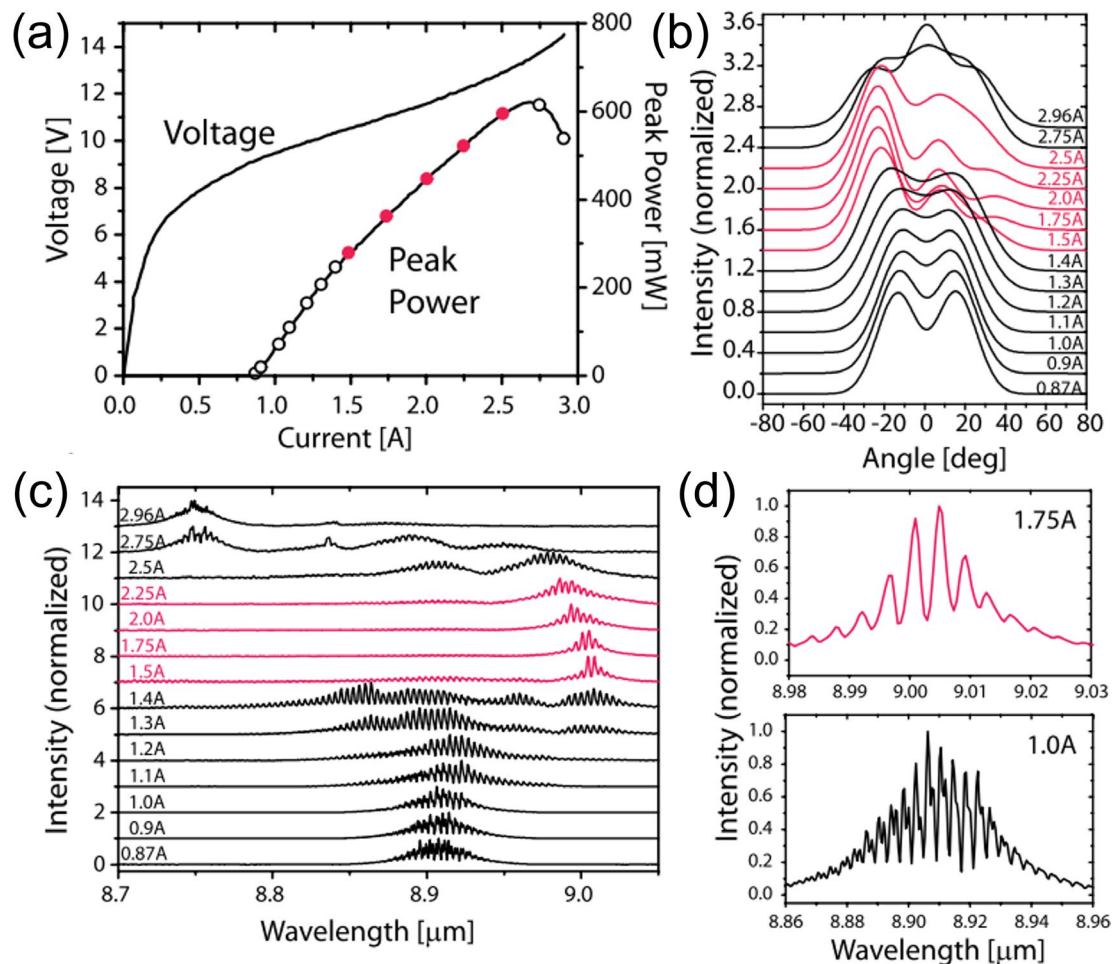 (a)
800
600
400
200
0
Peak Power [mW]
14
12
10
8
6
4
2
0
Voltage [V]
Voltage
Peak
Power
0.0 0.5 1.0 1.5 2.0 2.5 3.0
Current [A]
(b)
3.6
3.2
2.8
2.4
2.0
1.6
1.2
0.8
0.4
0.0
Intensity (normalized)
2.96A
2.75A
2.5A
2.25A
2.0A
1.75A
1.5A
1.4A
1.3A
1.2A
1.1A
1.0A
0.9A
0.87A
-80 -60 -40 -20 0 20 40 60 80
Angle [deg]
(c)
14
12
10
8
6
4
2
0
Intensity (normalized)
2.96A
2.75A
2.5A
2.25A
2.0A
1.75A
1.5A
1.4A
1.3A
1.2A
1.1A
1.0A
0.9A
0.87A
8.7 8.8 8.9 9.0
Wavelength [μm]
(d)
1.0
0.8
0.6
0.4
0.2
0.0
1.75A
8.98 8.99 9.00 9.01 9.02 9.03
Intensity (normalized)
1.0
0.8
0.6
0.4
0.2
0.0
1.0A
8.86 8.88 8.90 8.92 8.94 8.96
Wavelength [μm]